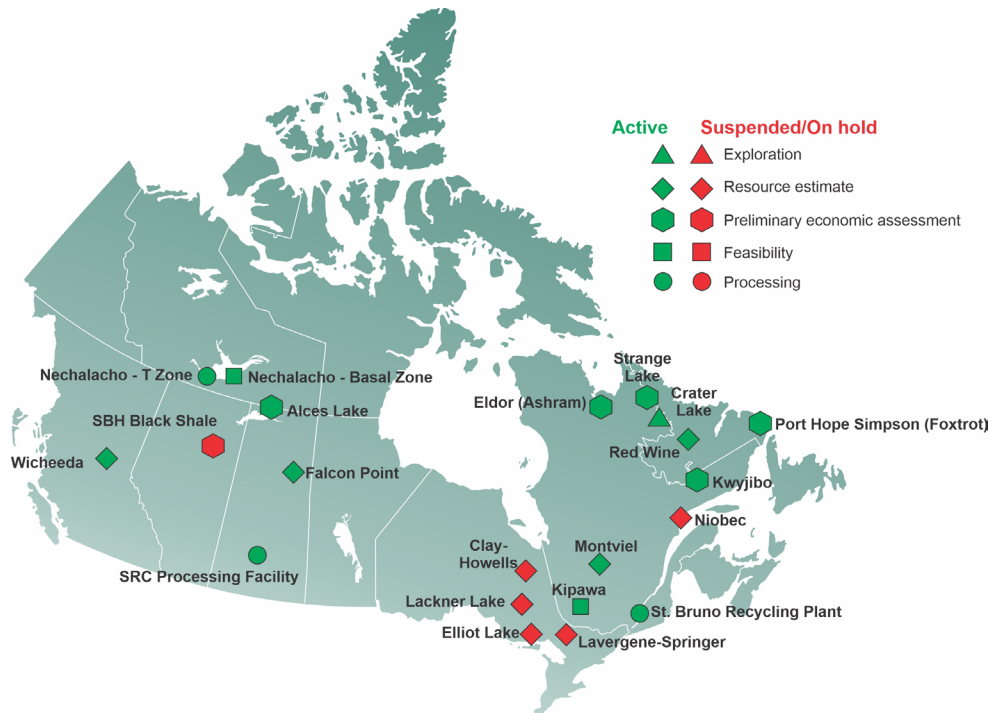 Active Suspended/On hold
Exploration
Resource estimate
Preliminary economic assessment
Feasibility
Processing
Nechalacho - T Zone
Nechalacho - Basal Zone
Alces Lake
SBH Black Shale
Wicheeda
Falcon Point
SRC Processing Facility
Strange
Lake
Crater
Lake
Eldor (Ashram)
Port Hope Simpson (Foxtrot)
Red Wine
Kwyjibo
Niobec
Clay-
Howells
Montviel
Lackner Lake
Kipawa
St. Bruno Recycling Plant
Elliot Lake
Lavergene-Springer